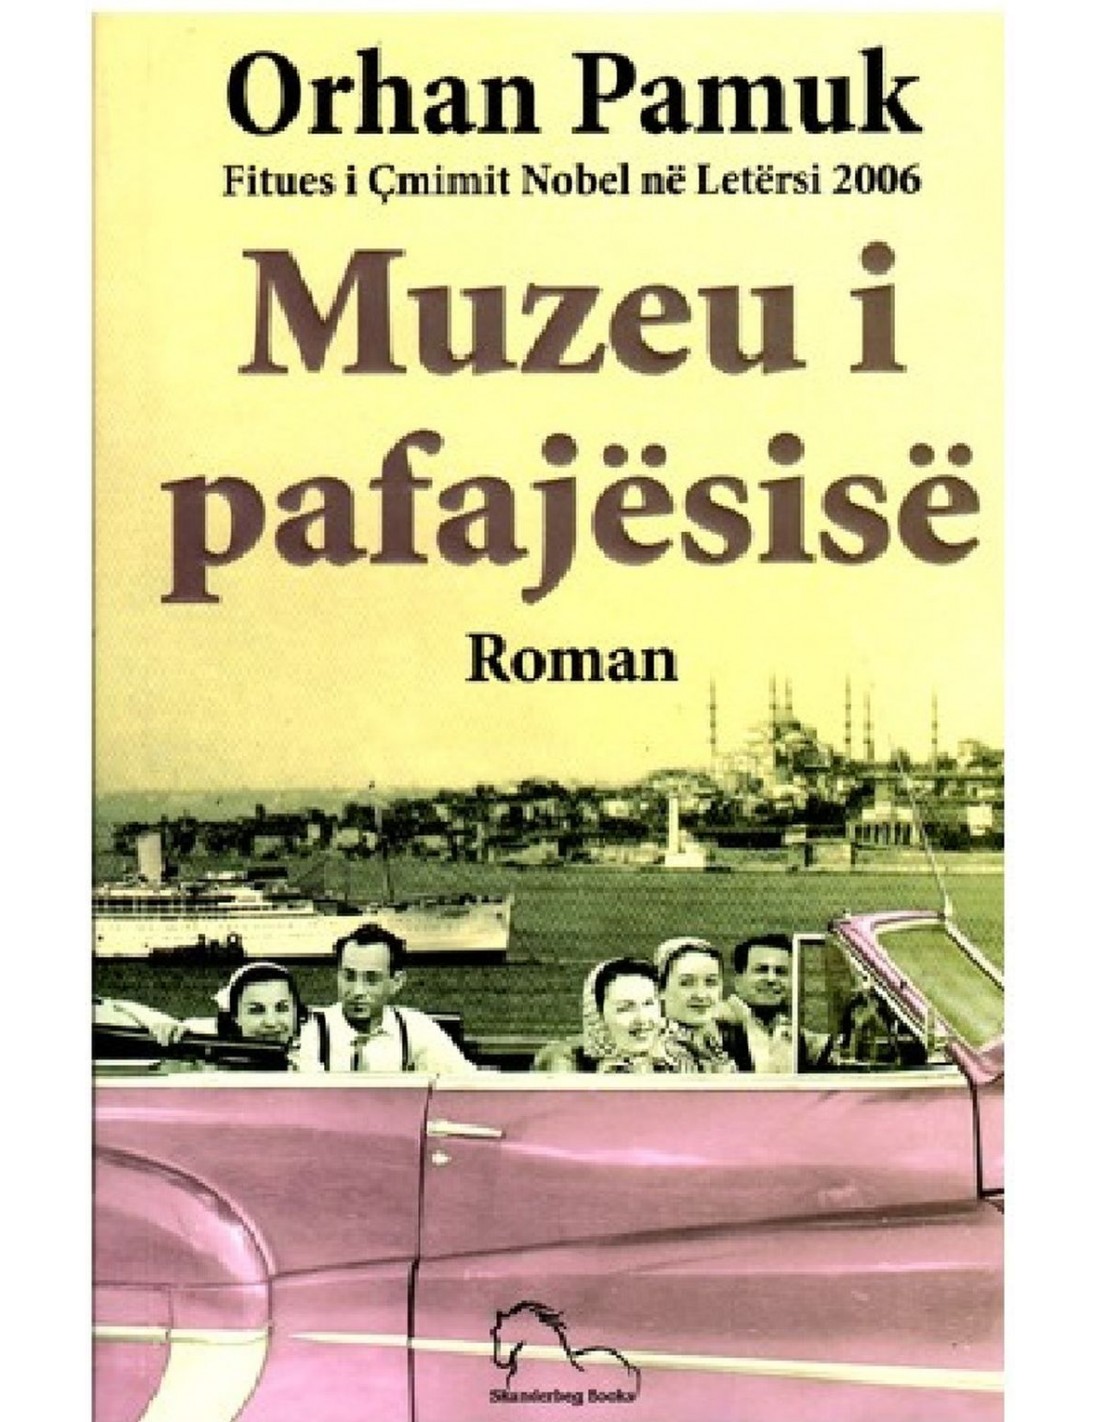 Orhan Pamuk
Fitues i Çmimit Nobel në Letërsi 2006
Muzeu i
pafajësisë
Roman
Skanderbeg Books